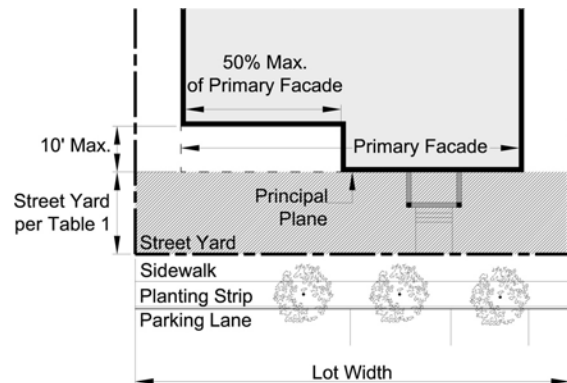 50% Max.
of Primary Facade
10' Max.
Primary Facade
Street Yard
per Table 1
Principal
Plane
Street Yard
Sidewalk
Planting Strip
Parking Lane
Lot Width